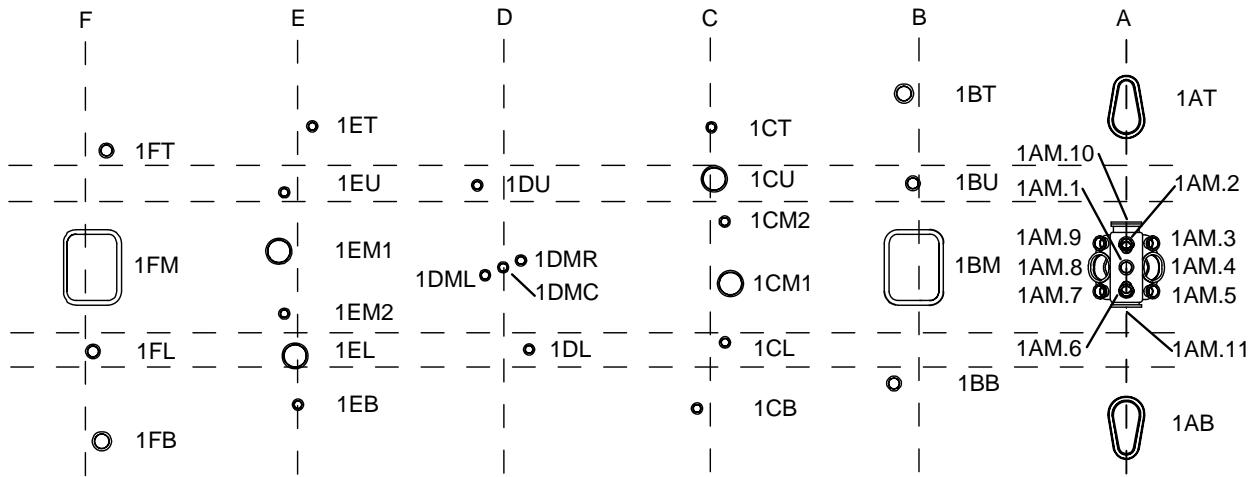 F E D C B A
1BT
1AT
1ET
1CT
1FT
1AM.10
1EU
1DU
1CU
1BU
1AM.1
1AM.2
1CM2
1AM.9
1AM.3
1FM
1EM1
1DMR
1BM
1AM.8
1AM.4
1DML
1DMC
1CM1
1AM.7
1AM.5
1EM2
1FL
1EL
1DL
1CL
1AM.6
1AM.11
1BB
1EB
1CB
1AB
1FB